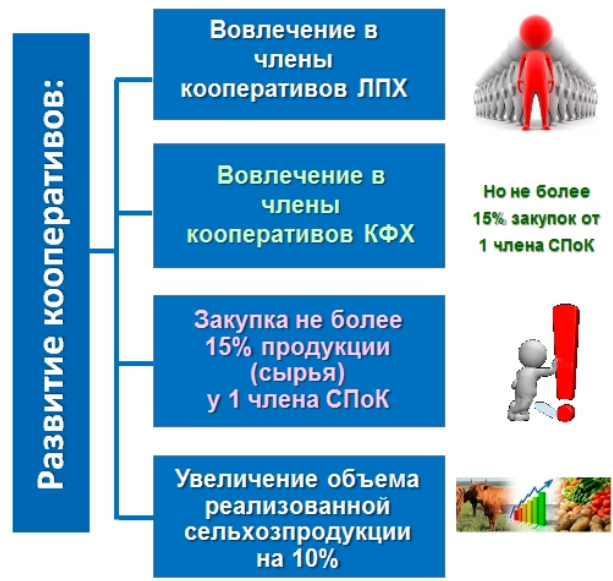 Развитие кооперативов:
Вовлечение в
члены
кооперативов ЛПХ
Вовлечение в
члены
кооперативов КФХ
Но не более
15% закупок от
1 члена СПоК
Закупка не более
15% продукции
(сырья)
у 1 члена СПоК
Увеличение объема
реализованной
сельхозпродукции
на 10%